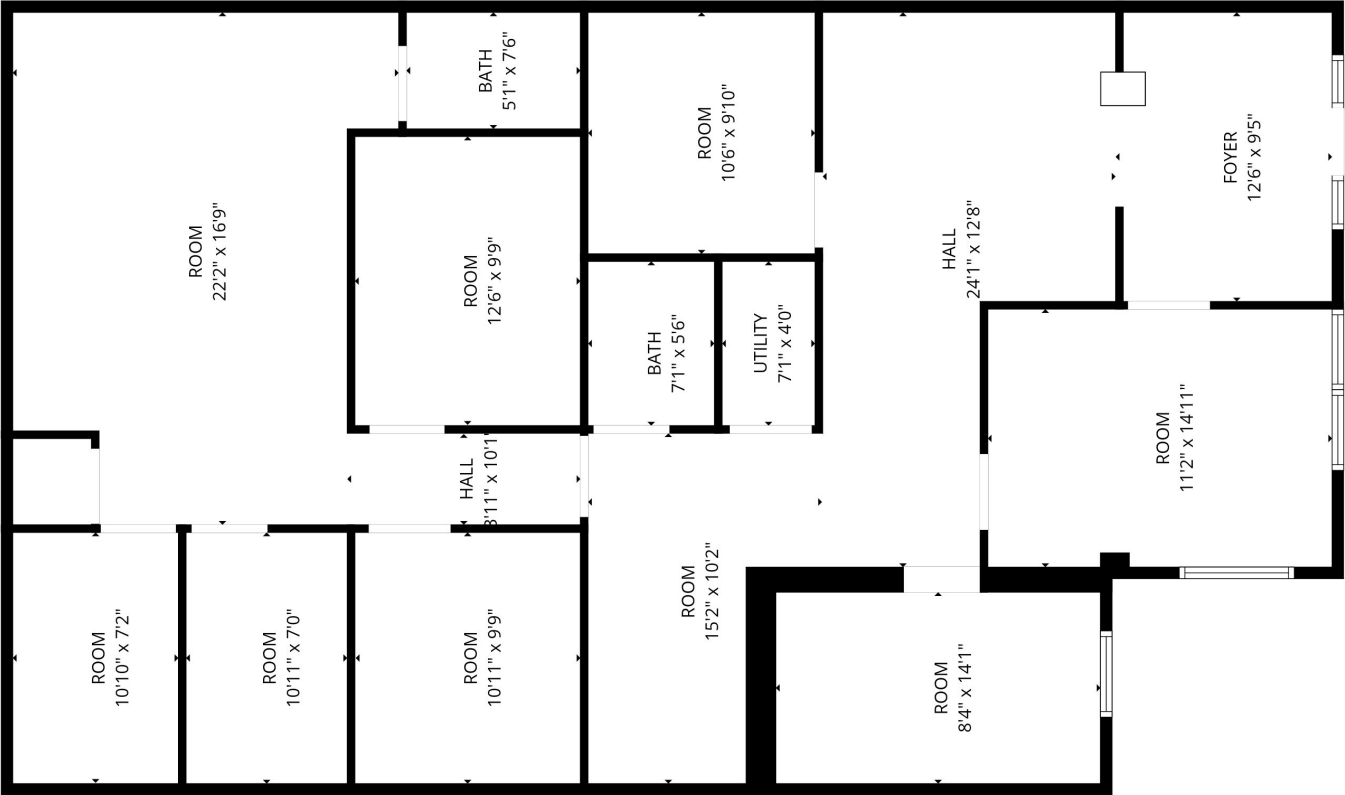 BATH
5'1" x 7'6"
ROOM
10'6" x 9'10"
FOYER
12'6" x 9'5"
ROOM
22'2" x 16'9"
ROOM
12'6" x 9'9"
HALL
24'1" x 12'8"
BATH
7'1" x 5'6"
UTILITY
7'1" x 4'0"
ROOM
11'2" x 14'11"
HALL
3'11" x 10'1"
ROOM
15'2" x 10'2"
ROOM
10'10" x 7'2"
ROOM
10'11" x 7'0"
ROOM
10'11" x 9'9"
ROOM
8'4" x 14'1"